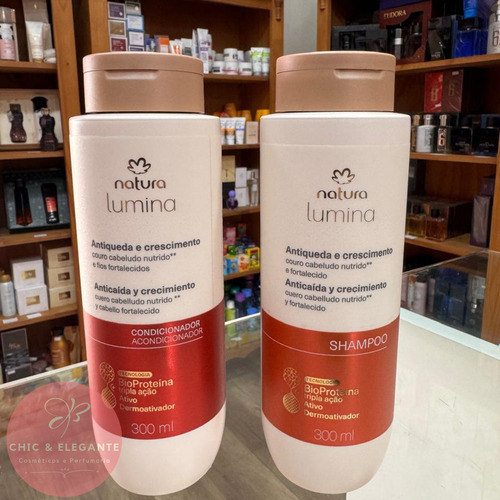 natura
lumina
Antiqueda e crescimento
couro cabeludo nutrido**
e fios fortalecidos
Anticaída y crecimiento
cuero cabelludo nutrido **
y cabello fortalecido
CONDICIONADOR
ACONDICIONADOR
TECNOLOGIA
BioProteína
tripla ação
Ativo
Dermoativador
300 ml
natura
lumina
Antiqueda e crescimento
couro cabeludo nutrido**
e fortalecido
Anticaída y crecimiento
cuero cabelludo nutrido**
y fortalecido
SHAMPOO
TECNOLOGIA
BioProteína
tripla ação
Ativo
Dermoativador
300 ml
EUDORA
CHIC & ELEGANTE
Cosméticos e Perfumaria